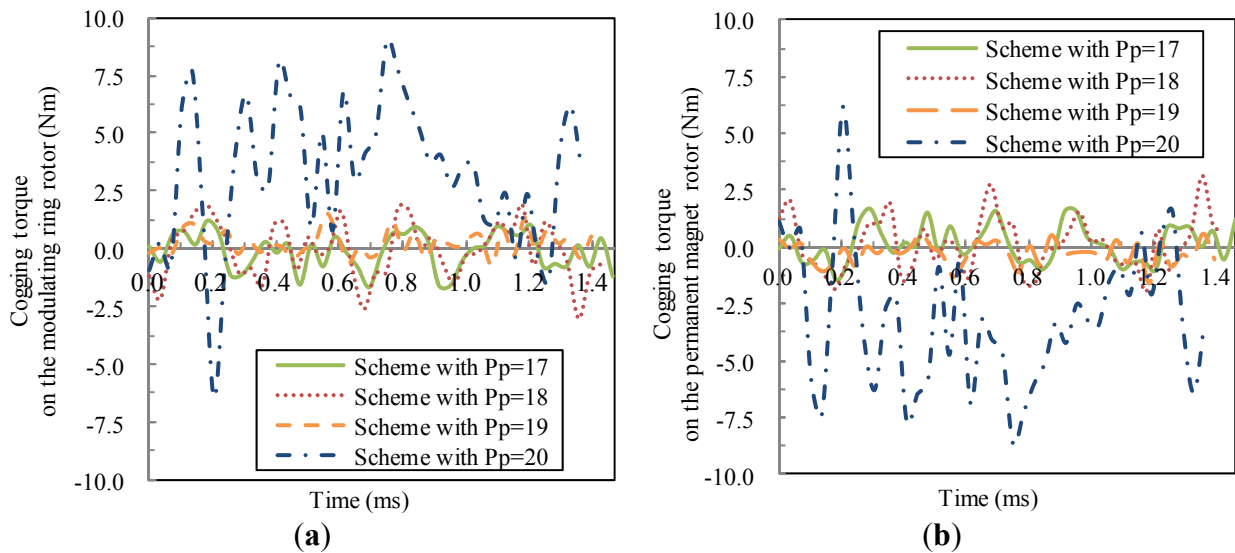 Cogging torque
on the modulating ring rotor (Nm)
10.0
7.5
5.0
2.5
0.0
-2.5
-5.0
-7.5
-10.0
0.0 0.2 0.4 0.6 0.8 1.0 1.2 1.4
Scheme with Pp=17
Scheme with Pp=18
Scheme with Pp=19
Scheme with Pp=20
Time (ms)
(a)
Cogging torque
on the permanent magnet rotor (Nm)
10.0
7.5
5.0
2.5
0.0
-2.5
-5.0
-7.5
-10.0
0.0 0.2 0.4 0.6 0.8 1.0 1.2 1.4
Scheme with Pp=17
Scheme with Pp=18
Scheme with Pp=19
Scheme with Pp=20
Time (ms)
(b)